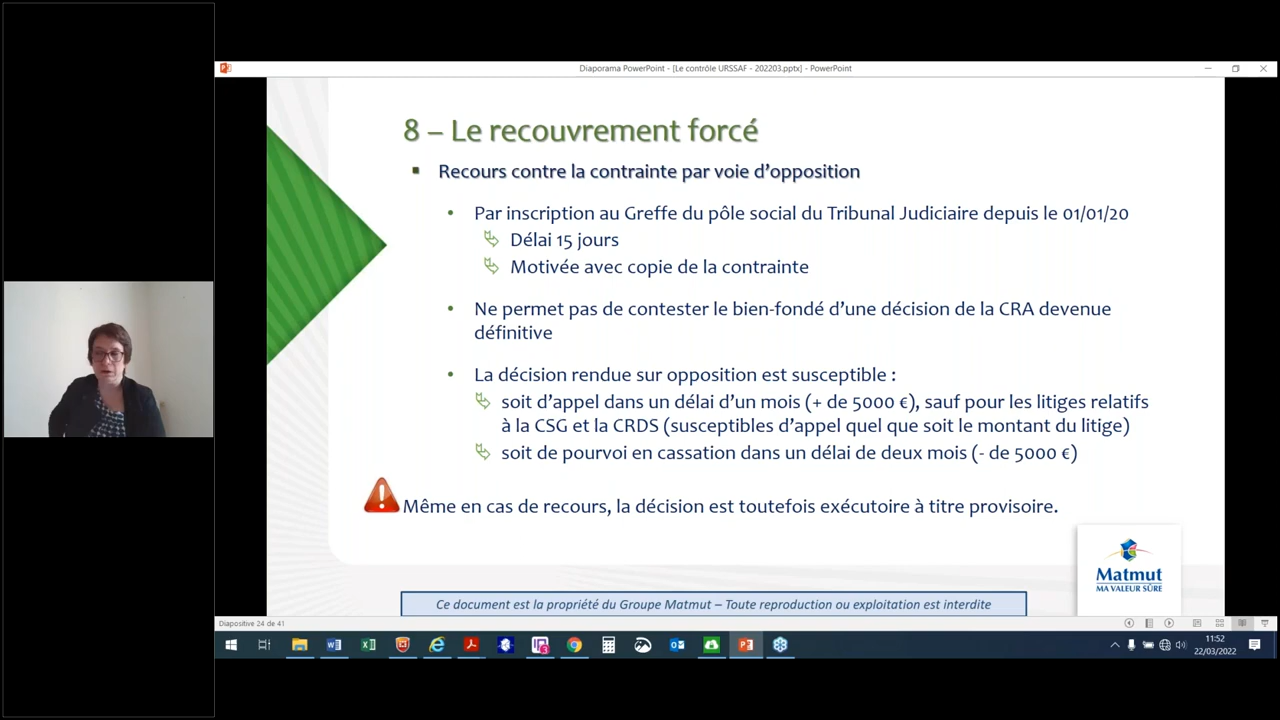 Diaporama PowerPoint - [Le contrôle URSSAF - 202203.pptx] - PowerPoint
8 – Le recouvrement forcé
Recours contre la contrainte par voie d'opposition
Par inscription au Greffe du pôle social du Tribunal Judiciaire depuis le 01/01/20
Délai 15 jours
Motivée avec copie de la contrainte
Ne permet pas de contester le bien-fondé d'une décision de la CRA devenue
définitive
La décision rendue sur opposition est susceptible :
soit d'appel dans un délai d'un mois (+ de 5000 €), sauf pour les litiges relatifs
à la CSG et la CRDS (susceptibles d'appel quel que soit le montant du litige)
soit de pourvoi en cassation dans un délai de deux mois (- de 5000 €)
Même en cas de recours, la décision est toutefois exécutoire à titre provisoire.
Matmut
MA VALEUR SÛRE
Ce document est la propriété du Groupe Matmut – Toute reproduction ou exploitation est interdite
Diapositive 24 de 41
11:52
22/03/2022